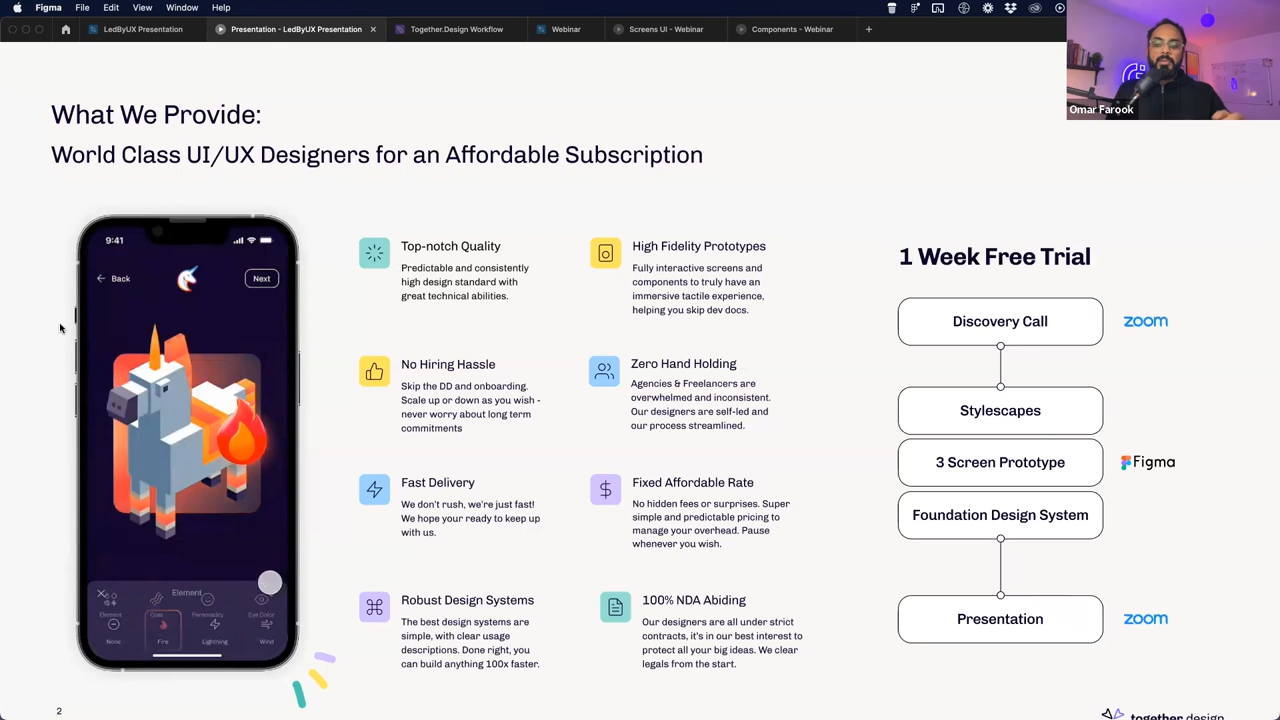 Figma File Edit View Window Help
LedByUX Presentation
Presentation - LedByUX Presentation
Together.Design Workflow
Webinar
Screens UI - Webinar
Components - Webinar
Omar Farook
What We Provide:
World Class UI/UX Designers for an Affordable Subscription
9:41
Back
Next
Element
Element
Coat
Personality
Eye Color
None
Fire
Lightning
Wind
Top-notch Quality
Predictable and consistently
high design standard with
great technical abilities.
High Fidelity Prototypes
Fully interactive screens and
components to truly have an
immersive tactile experience,
helping you skip dev docs.
No Hiring Hassle
Skip the DD and onboarding.
Scale up or down as you wish -
never worry about long term
commitments
Zero Hand Holding
Agencies & Freelancers are
overwhelmed and inconsistent.
Our designers are self-led and
our process streamlined.
Fast Delivery
We don't rush, we're just fast!
We hope your ready to keep up
with us.
Fixed Affordable Rate
No hidden fees or surprises. Super
simple and predictable pricing to
manage your overhead. Pause
whenever you wish.
Robust Design Systems
The best design systems are
simple, with clear usage
descriptions. Done right, you
can build anything 100x faster.
100% NDA Abiding
Our designers are all under strict
contracts, it's in our best interest to
protect all your big ideas. We clear
legals from the start.
1 Week Free Trial
Discovery Call
zoom
Stylescapes
3 Screen Prototype
Figma
Foundation Design System
Presentation
zoom
2
together.design